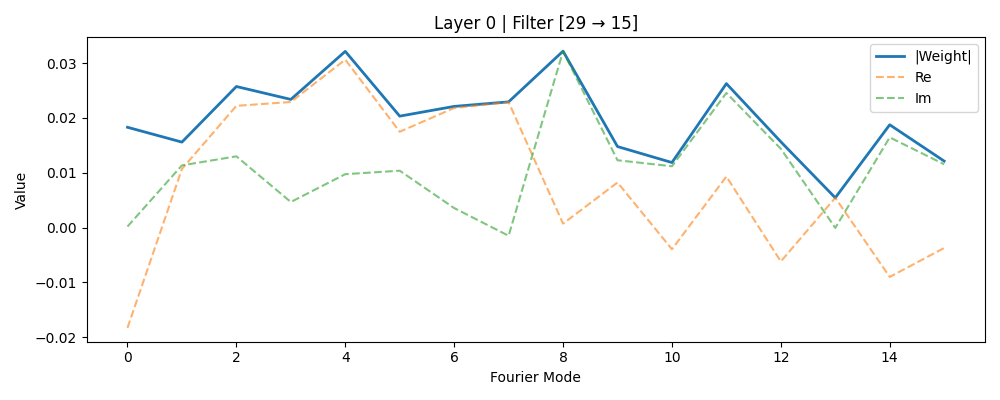 Layer 0 | Filter [29 → 15]
|Weight|
Re
Im
Value
0.03
0.02
0.01
0.00
−0.01
−0.02
0 2 4 6 8 10 12 14
Fourier Mode